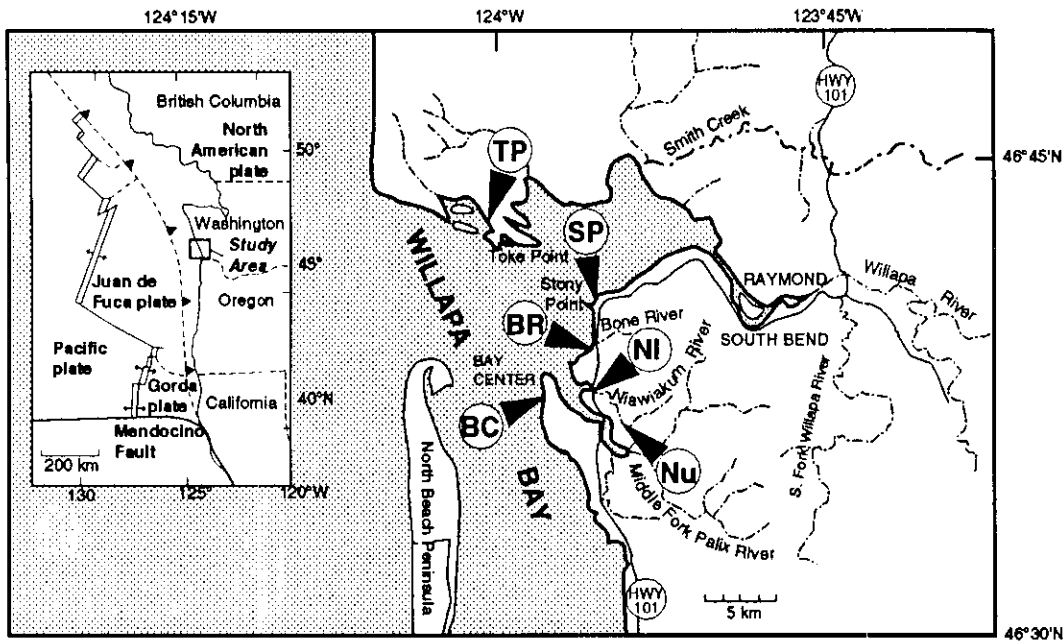 124°15'W
124°W
123°45'W
British Columbia
North
American
plate
50°
Washington
Study
Area
45°
Juan de
Fuca plate
Oregon
Pacific
plate
Gorda
plate
California
40°N
Mendocino
Fault
200 km
130°
125°
120°W
HWY
101
Smith Creek
46°45'N
TP
SP
Toke Point
Stony
Point
WILLAPA
BAY
RAYMOND
Willapa
River
SOUTH BEND
BR
Bone River
NI
BAY
CENTER
Niawiakum River
BC
Nu
S. Fork Willapa River
Middle Fork Palix River
North Beach Peninsula
HWY
101
5 km
46°30'N